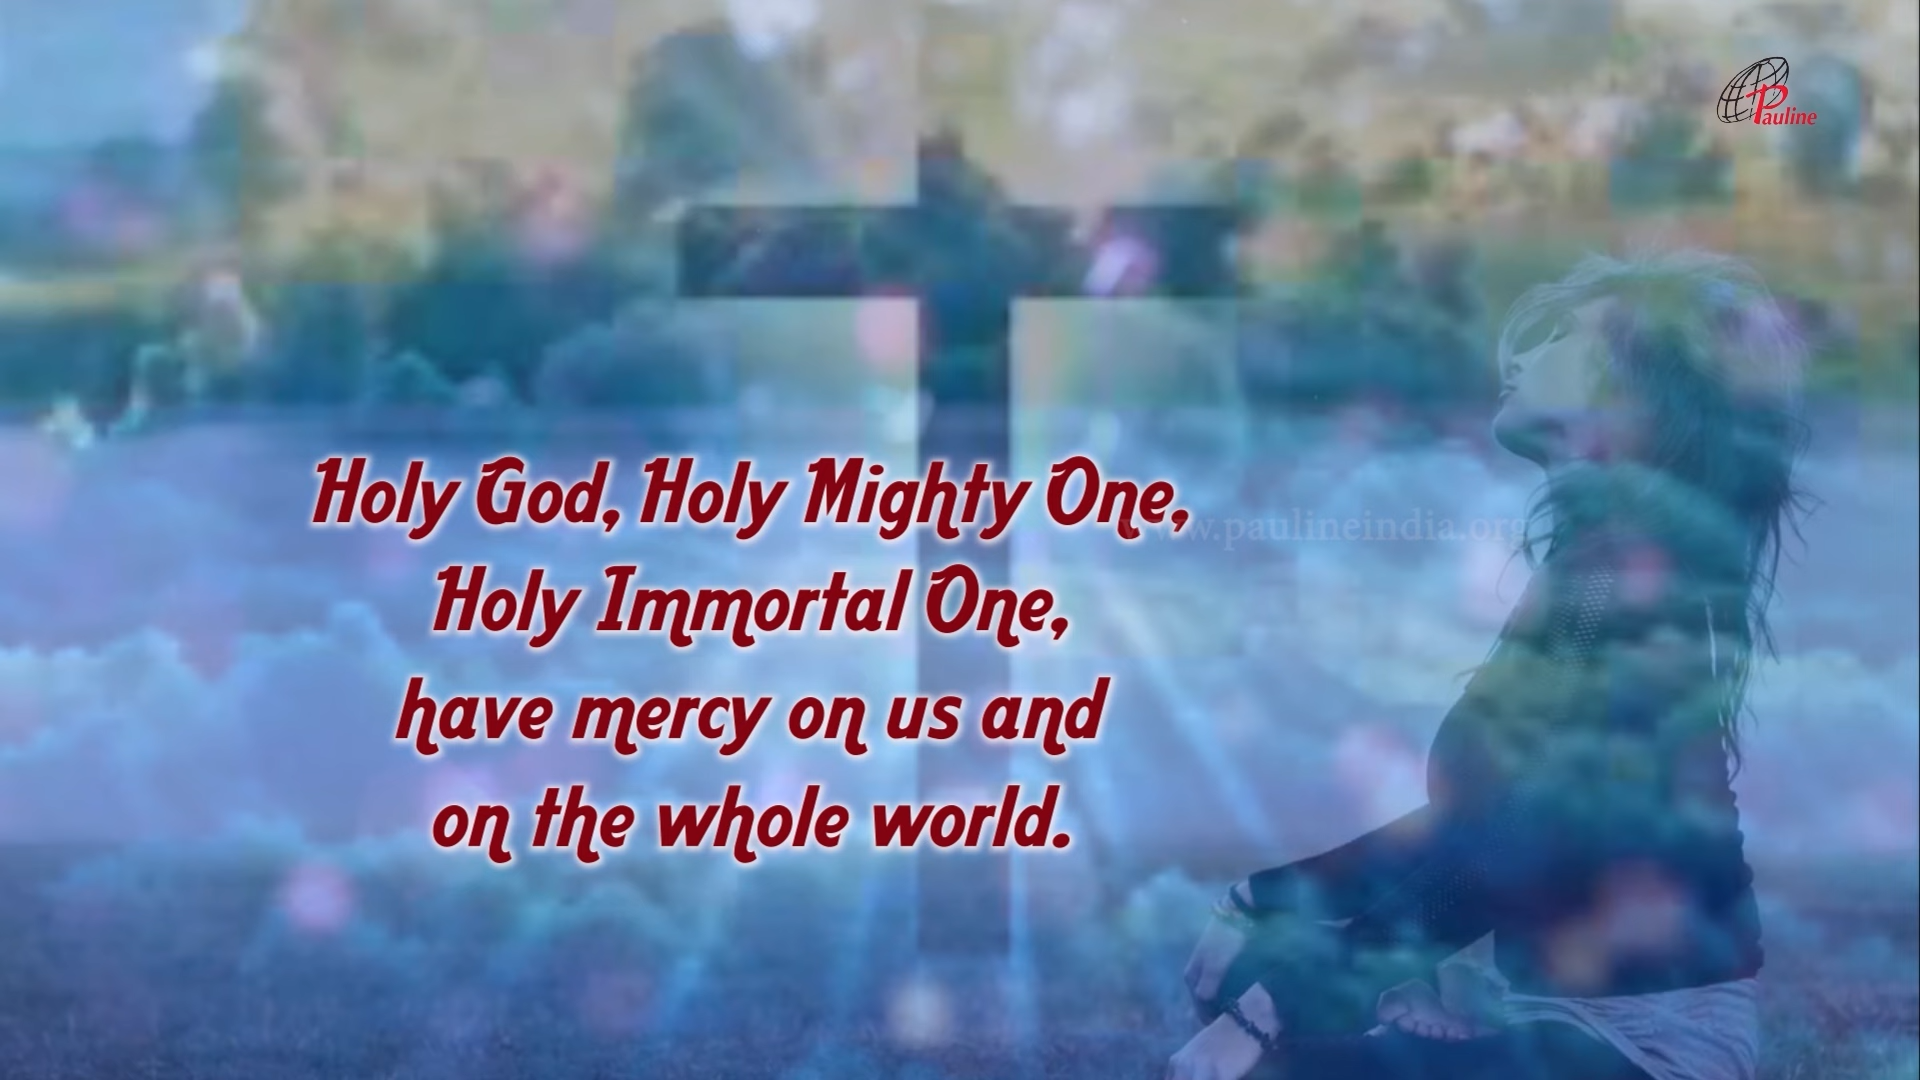 Pauline
Holy God, Holy Mighty One,
www.paulineindia.org
Holy Immortal One,
have mercy on us and
on the whole world.